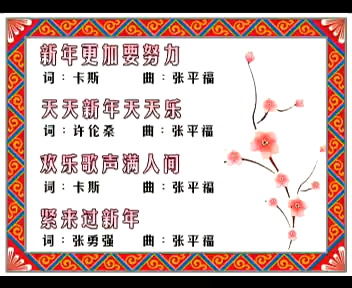 新年更加要努力
词：卡斯 曲：张平福
天天新年天天乐
词：许伦桑 曲：张平福
欢乐歌声满人间
词：卡斯 曲：张平福
紧来过新年
词：张勇强 曲：张平福